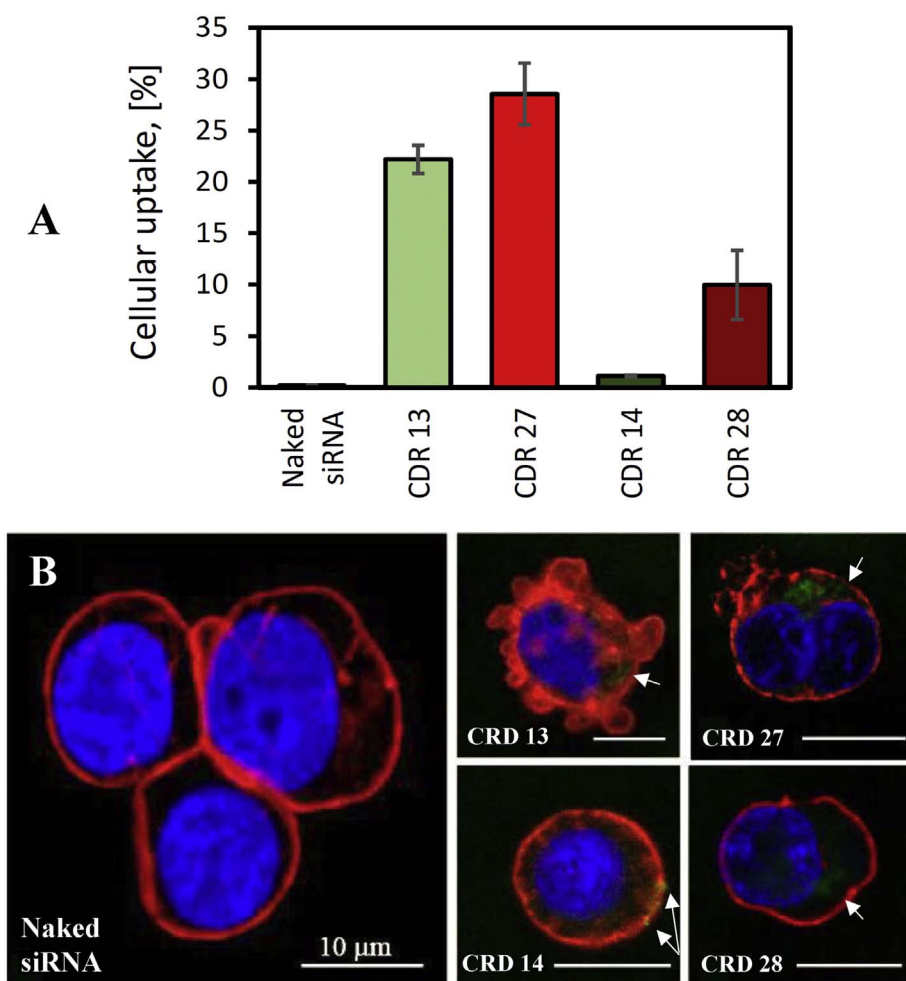 A
Cellular uptake, [%]
35
30
25
20
15
10
5
0
Naked
siRNA
CDR 13
CDR 27
CDR 14
CDR 28
B
Naked
siRNA
10 μm
CRD 13
CRD 27
CRD 14
CRD 28